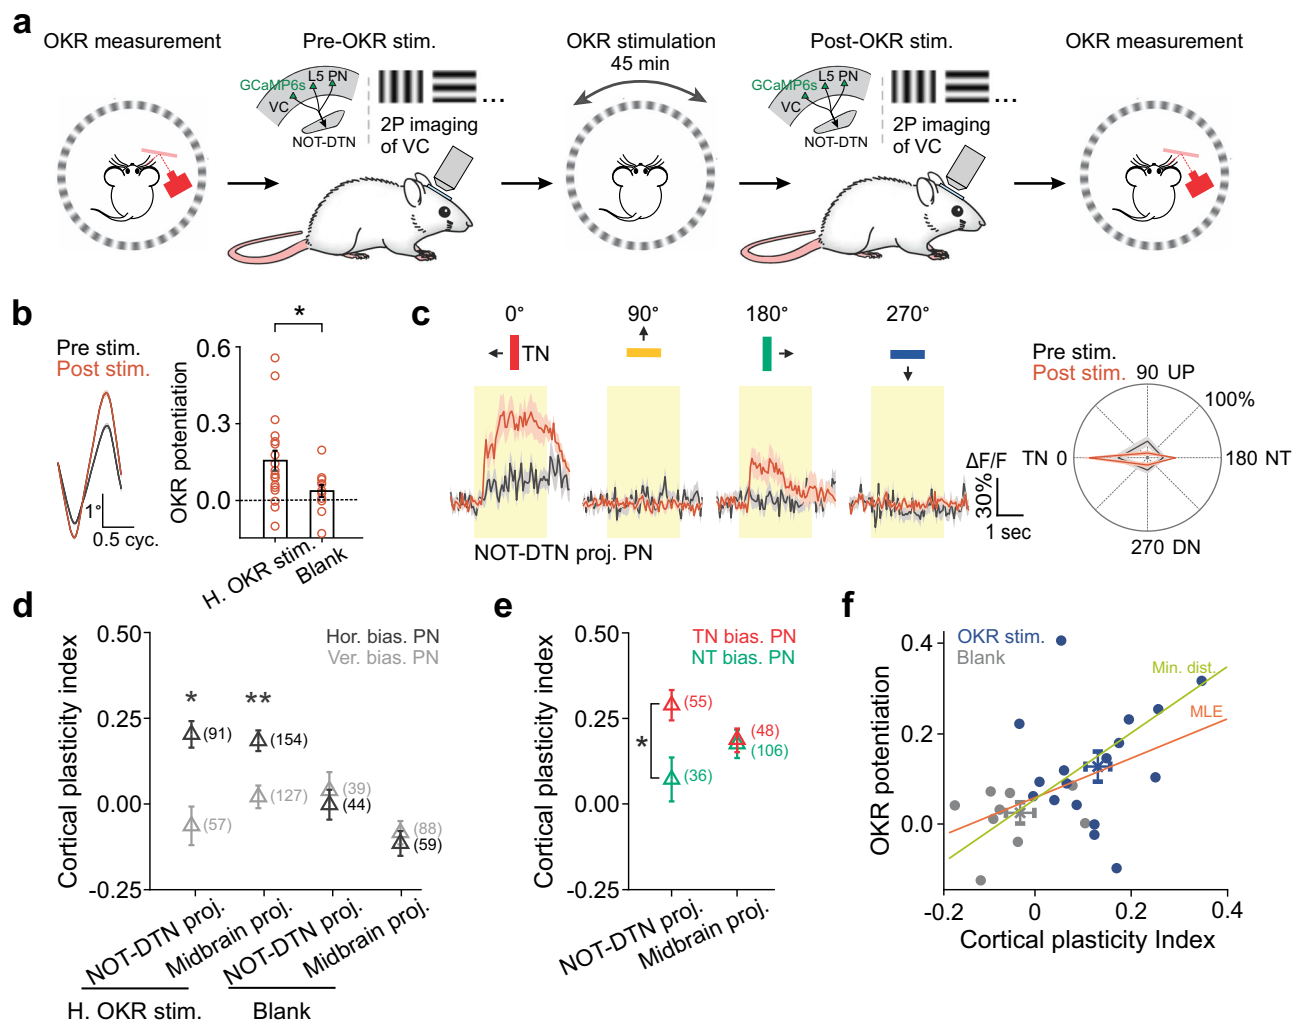 a
OKR measurement
Pre-OKR stim.
OKR stimulation
45 min
Post-OKR stim.
OKR measurement
GCaMP6s
L5 PN
VC
NOT-DTN
...
2P imaging
of VC
GCaMP6s
L5 PN
VC
NOT-DTN
...
2P imaging
of VC
b
Pre stim.
Post stim.
1°
0.5 cyc.
OKR potentiation
0.6
0.3
0.0
*
H. OKR stim.
Blank
c
0°
90°
180°
270°
TN
NOT-DTN proj. PN
ΔF/F
30%
1 sec
Pre stim.
Post stim.
90 UP
100%
TN 0
180 NT
270 DN
d
Cortical plasticity index
0.50
0.25
0.00
-0.25
Hor. bias. PN
Ver. bias. PN
*
**
(91)
(154)
(57)
(127)
(39)
(44)
(88)
(59)
NOT-DTN proj.
Midbrain proj.
NOT-DTN proj.
Midbrain proj.
H. OKR stim.
Blank
e
Cortical plasticity index
0.50
0.25
0.00
-0.25
TN bias. PN
NT bias. PN
*
(55)
(36)
(48)
(106)
NOT-DTN proj.
Midbrain proj.
f
OKR potentiation
0.4
0.2
0.0
OKR stim.
Blank
Min. dist.
MLE
-0.2
0
0.2
0.4
Cortical plasticity Index